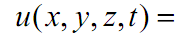 u(x, y, z, t) =